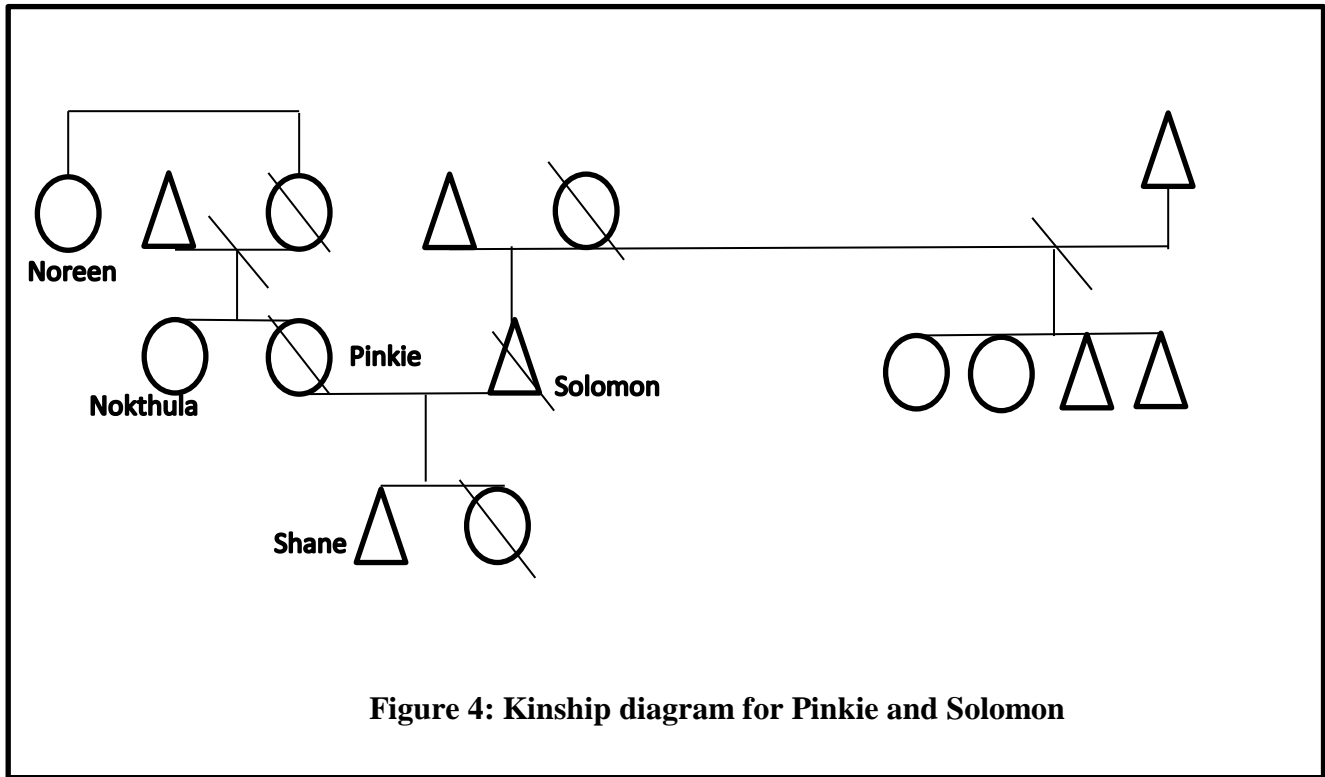 Noreen
Pinkie
Nokthula
Solomon
Shane
Figure 4: Kinship diagram for Pinkie and Solomon